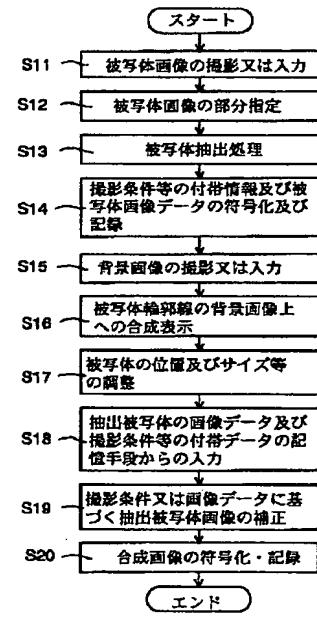 スタート
S11 被写体画像の撮影又は入力
S12 被写体画像の部分指定
S13 被写体抽出処理
S14 撮影条件等の付帯情報及び被
写体画像データの符号化及び
記録
S15 背景画像の撮影又は入力
S16 被写体輪郭線の背景画像上
への合成表示
S17 被写体の位置及びサイズ等
の調整
S18 抽出被写体の画像データ及び
撮影条件等の付帯データの記
憶手段からの入力
S19 撮影条件又は画像データに基
づく抽出被写体画像の補正
S20 合成画像の符号化・記録
エンド